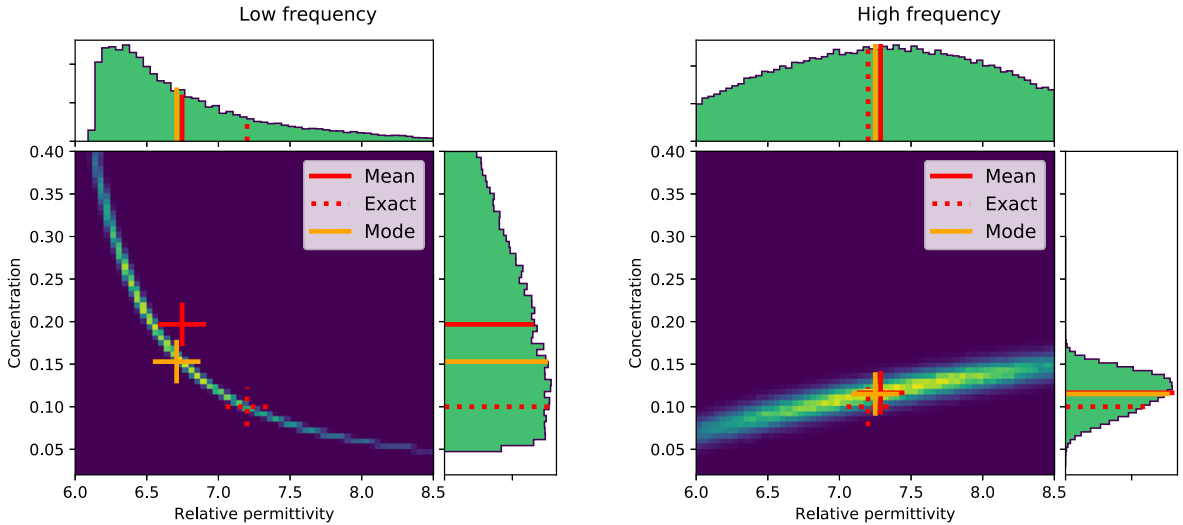 Low frequency
0.40
0.35
0.30
0.25
0.20
0.15
0.10
0.05
Concentration
Mean
Exact
Mode
6.0 6.5 7.0 7.5 8.0 8.5
Relative permittivity
High frequency
0.40
0.35
0.30
0.25
0.20
0.15
0.10
0.05
Concentration
Mean
Exact
Mode
6.0 6.5 7.0 7.5 8.0 8.5
Relative permittivity